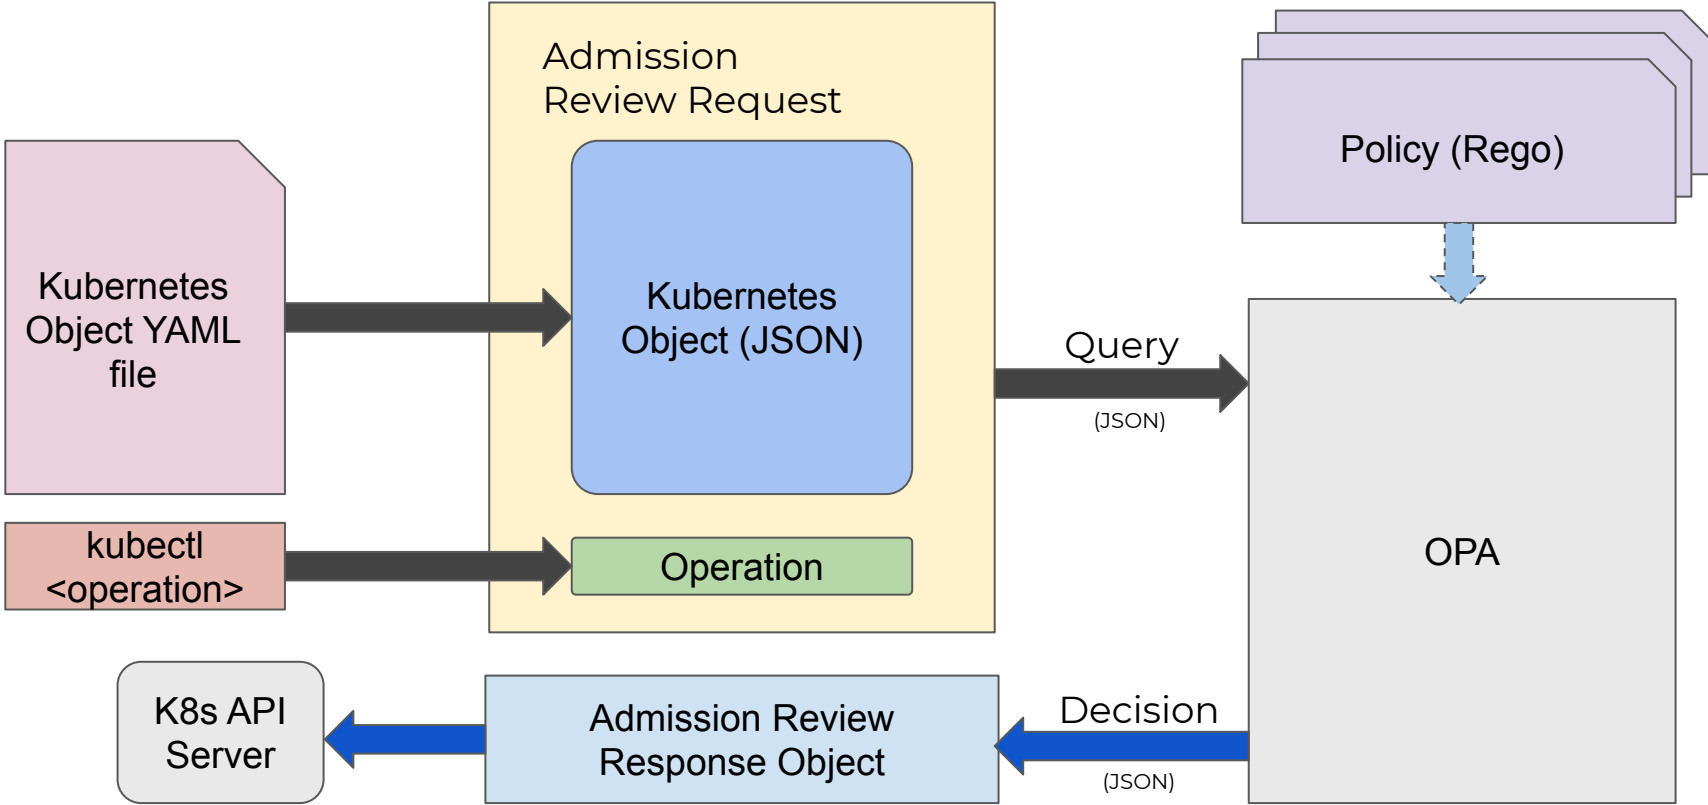 Admission
Review Request
Policy (Rego)
Kubernetes
Object YAML
file
Kubernetes
Object (JSON)
Query
(JSON)
kubectl
<operation>
Operation
OPA
K8s API
Server
Admission Review
Response Object
Decision
(JSON)